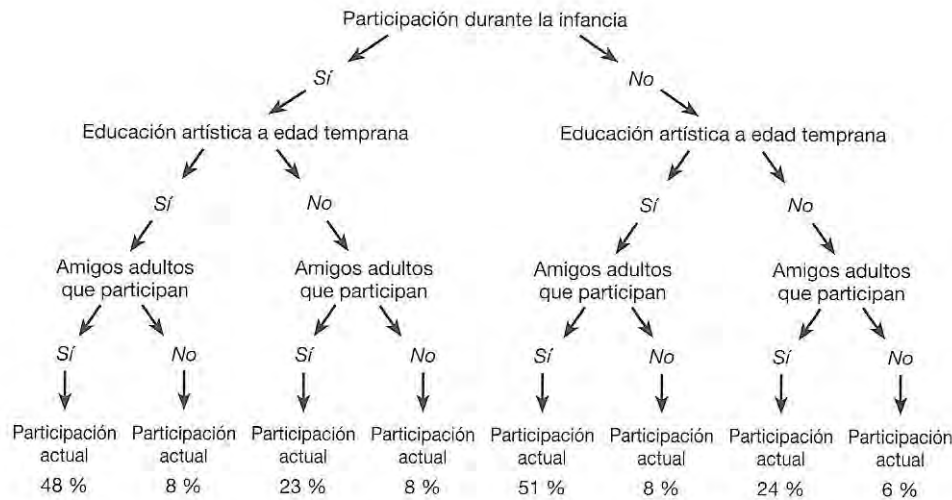 Participación durante la infancia
Sí No
Educación artística a edad temprana Educación artística a edad temprana
Sí No Sí No
Amigos adultos Amigos adultos Amigos adultos Amigos adultos
que participan que participan que participan que participan
Sí No Sí No Sí No Sí No
Participación Participación Participación Participación Participación Participación Participación Participación
actual actual actual actual actual actual actual actual
48 % 8 % 23 % 8 % 51 % 8 % 24 % 6 %